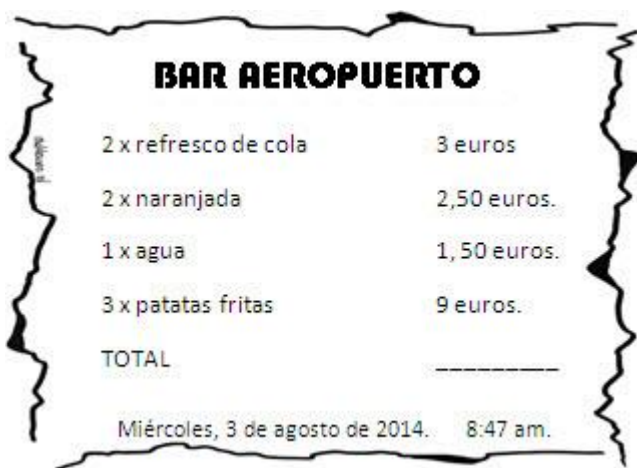 BAR AEROPUERTO
2 x refresco de cola 3 euros
2 x naranjada 2,50 euros.
1 x agua 1, 50 euros.
3 x patatas fritas 9 euros.
TOTAL __________
Miércoles, 3 de agosto de 2014. 8:47 am.